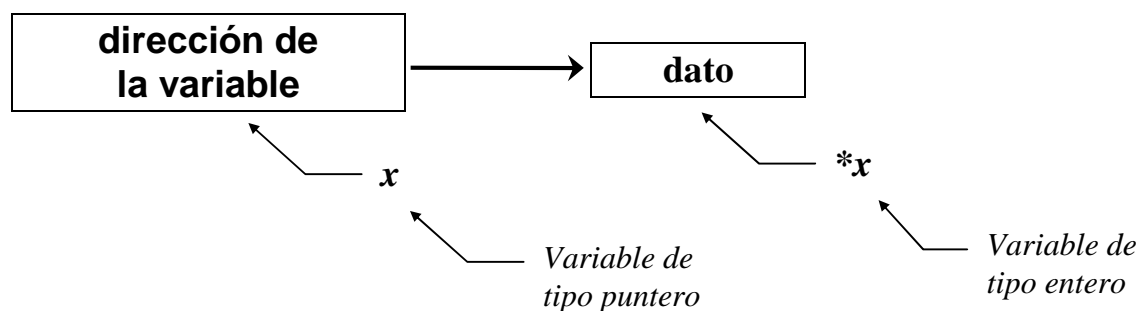 dirección de
la variable
dato
x
*x
Variable de
tipo puntero
Variable de
tipo entero